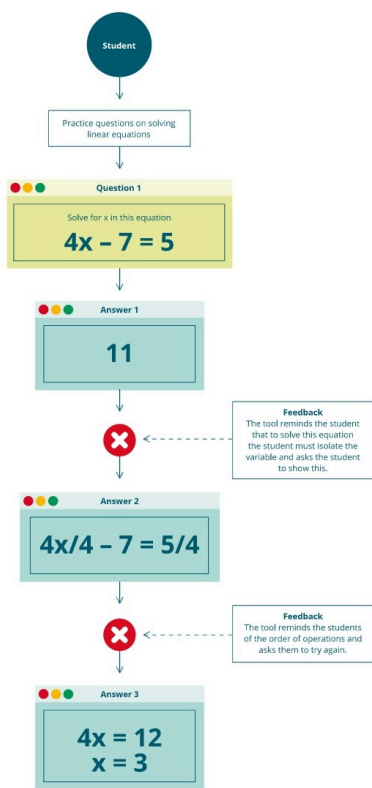 Student
Practice questions on solving
linear equations
Question 1
Solve for x in this equation
4x – 7 = 5
Answer 1
11
Feedback
The tool reminds the student
that to solve this equation
the student must isolate the
variable and asks the student
to show this.
Answer 2
4x/4 – 7 = 5/4
Feedback
The tool reminds the students
of the order of operations and
asks them to try again.
Answer 3
4x = 12
x = 3